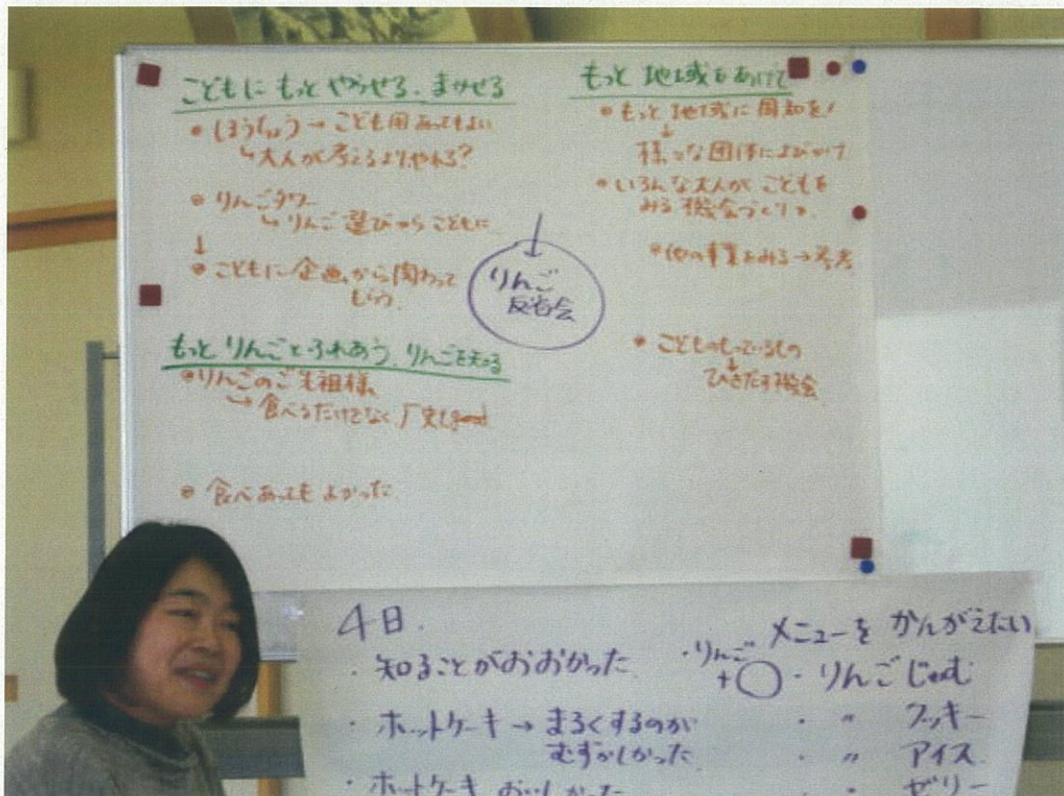 こどもに もっと やらせる、まかせる
• ほうちょう → こども用あってもよい
↳大人が考えるよりやれる?
• りんごタワー
↳りんご選びからこどもに
↓
• こどもに企画から関わって
もらう。
もっと りんごとふれあう、りんごを知る
•りんごのご先祖様
↳食べるだけでなく、歴史もgood
• 食べあってもよかった
りんご
反省会
もっと 地域をあげて
• もっと 地域に周知を!
↓
様々な団体によびかけ
• いろんな大人が こどもを
みる機会づくり
•他の事業をみる→参考
• こどものもっているもの
↓
ひきだす機会
4日.
・知ることがおおかった
・ホットケーキ→まるくするのが
むずかしかった
・ホットケーキ おいしかった
メニューを かんがえたい
・りんご
+〇
・りんごじゃむ
・ 〃 クッキー
・ 〃 アイス
・ 〃 ゼリー